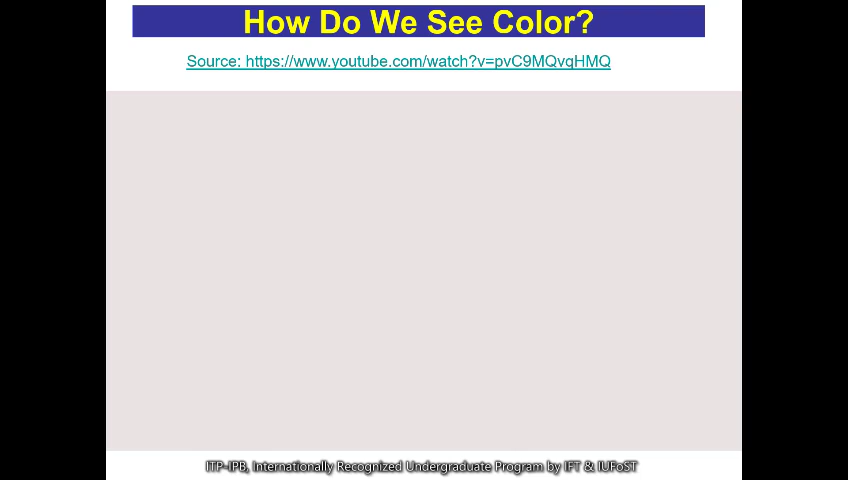 How Do We See Color?
Source: https://www.youtube.com/watch?v=pvC9MQvqHMQ
ITP-IPB, Internationally Recognized Undergraduate Program by IFT & IUFoST